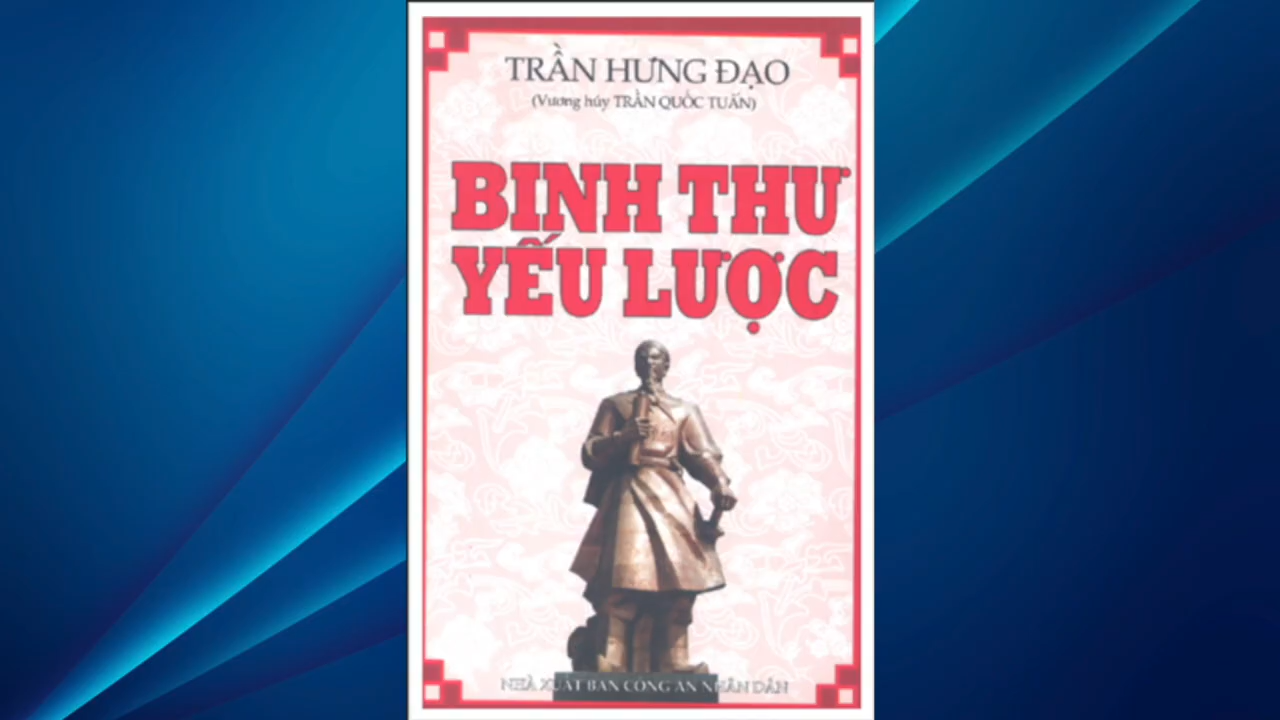 TRẦN HƯNG ĐẠO
(Vương húy TRẦN QUỐC TUẤN)
BINH THƯ
YẾU LƯỢC
NHÀ XUẤT BẢN CÔNG AN NHÂN DÂN